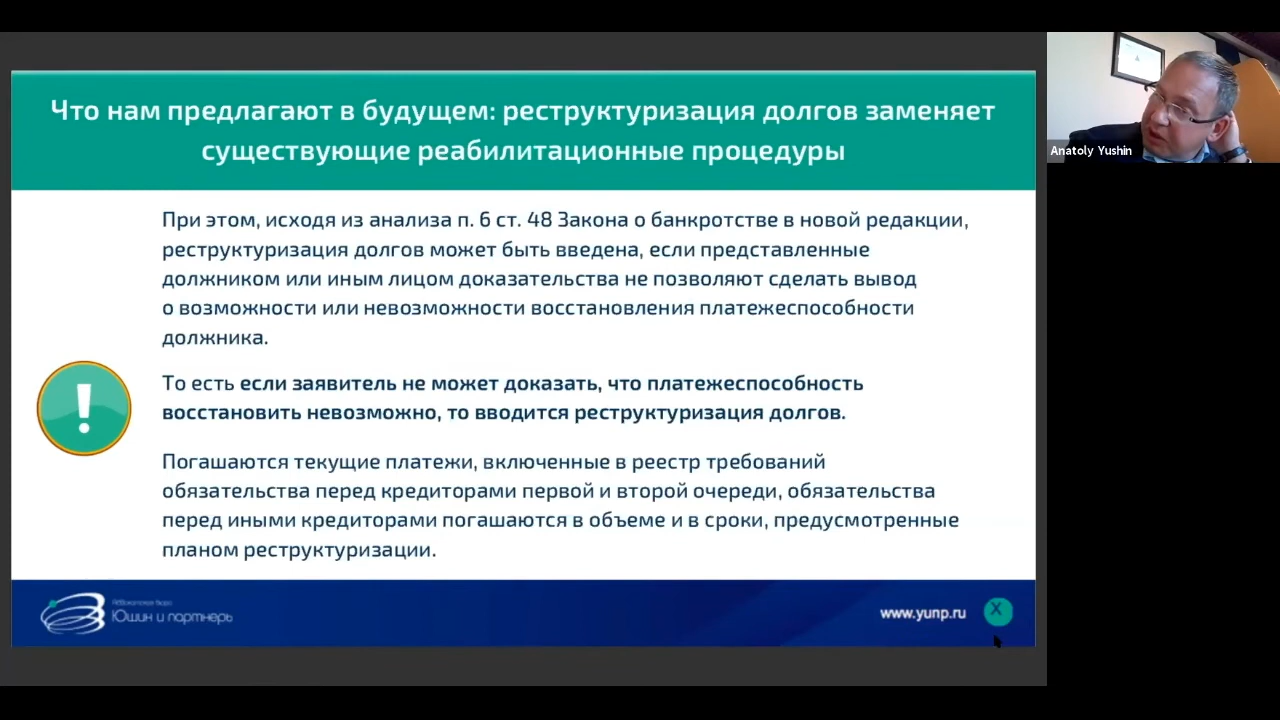 Что нам предлагают в будущем: реструктуризация долгов заменяет
существующие реабилитационные процедуры
При этом, исходя из анализа п. 6 ст. 48 Закона о банкротстве в новой редакции,
реструктуризация долгов может быть введена, если представленные
должником или иным лицом доказательства не позволяют сделать вывод
о возможности или невозможности восстановления платежеспособности
должника.
То есть если заявитель не может доказать, что платежеспособность
восстановить невозможно, то вводится реструктуризация долгов.
Погашаются текущие платежи, включенные в реестр требований
обязательства перед кредиторами первой и второй очереди, обязательства
перед иными кредиторами погашаются в объеме и в сроки, предусмотренные
планом реструктуризации.
Адвокатское бюро
Юшин и партнеры
www.yunp.ru
X
Anatoly Yushin